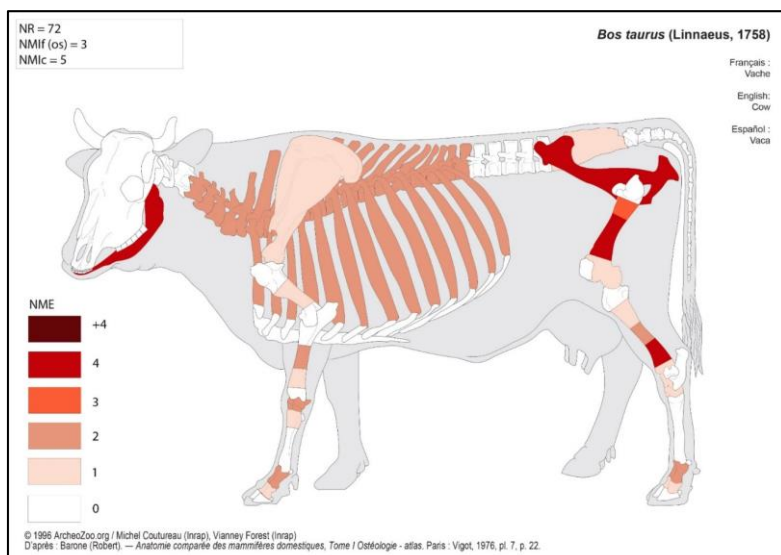 NR = 72
NMIf (os) = 3
NMIc = 5
Bos taurus (Linnaeus, 1758)
Français :
Vache
English:
Cow
Español :
Vaca
NME
+4
4
3
2
1
0
© 1996 ArcheoZoo.org / Michel Coutureau (Inrap), Vianney Forest (Inrap)
D'après : Barone (Robert). — Anatomie comparée des mammifères domestiques, Tome I Ostéologie - atlas. Paris : Vigot, 1976, pl. 7, p. 22.